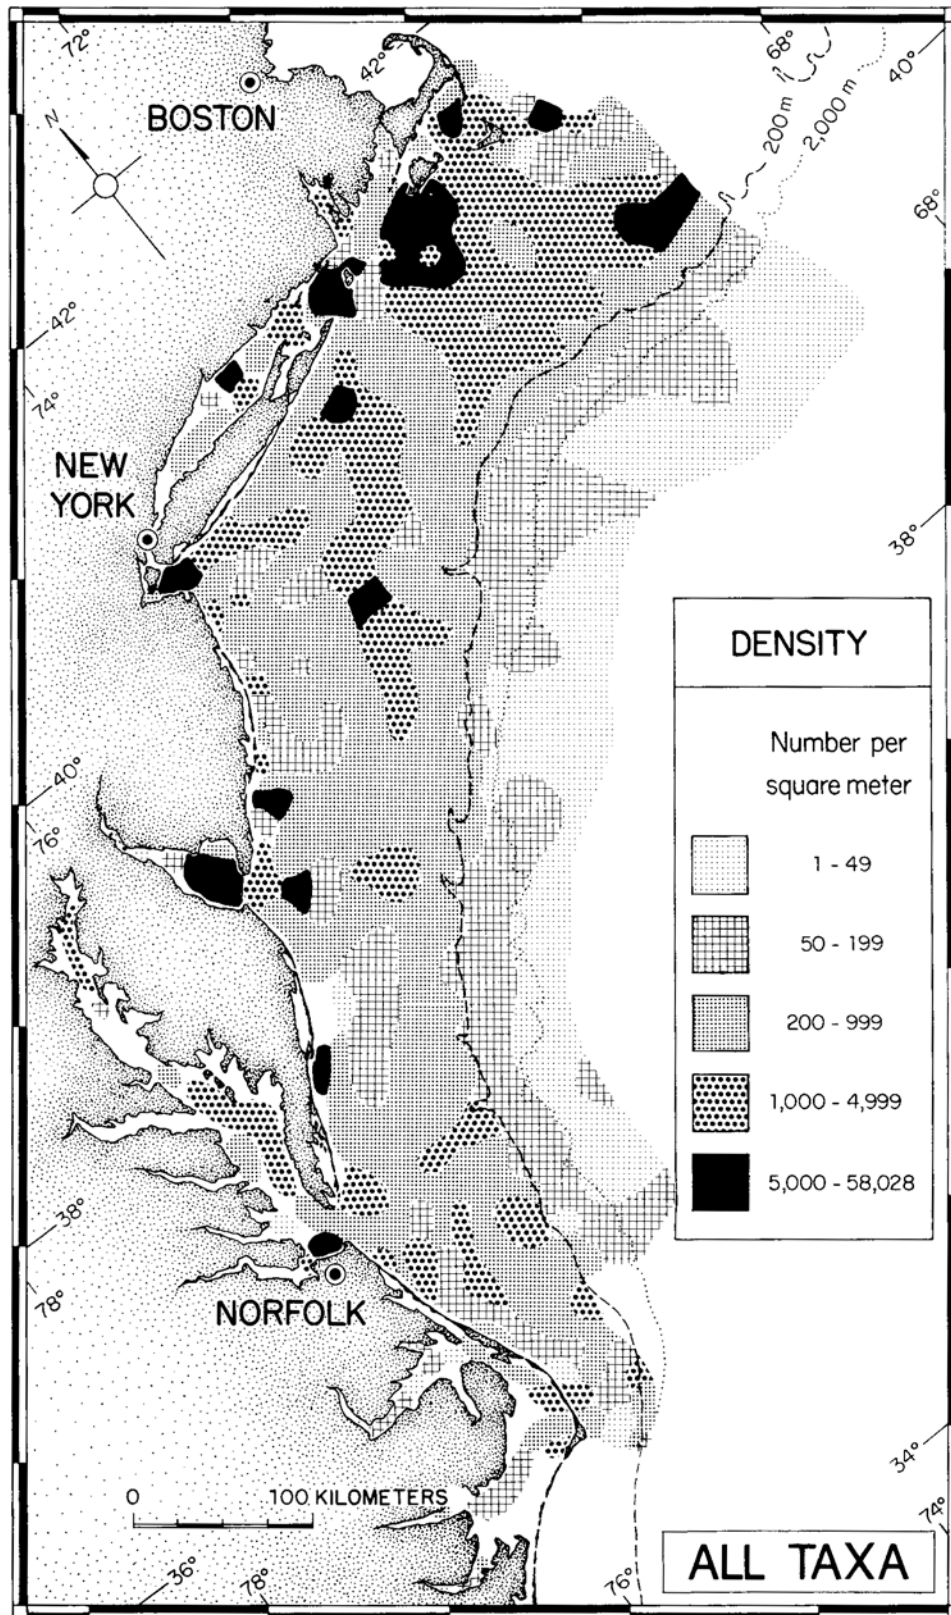 72°
42°
68°
40°
BOSTON
N
200 m
2,000 m
68°
42°
74°
NEW
YORK
38°
DENSITY
Number per
square meter
1 - 49
50 - 199
200 - 999
1,000 - 4,999
5,000 - 58,028
40°
76°
38°
78°
NORFOLK
34°
74°
0 100 KILOMETERS
ALL TAXA
36°
78°
76°